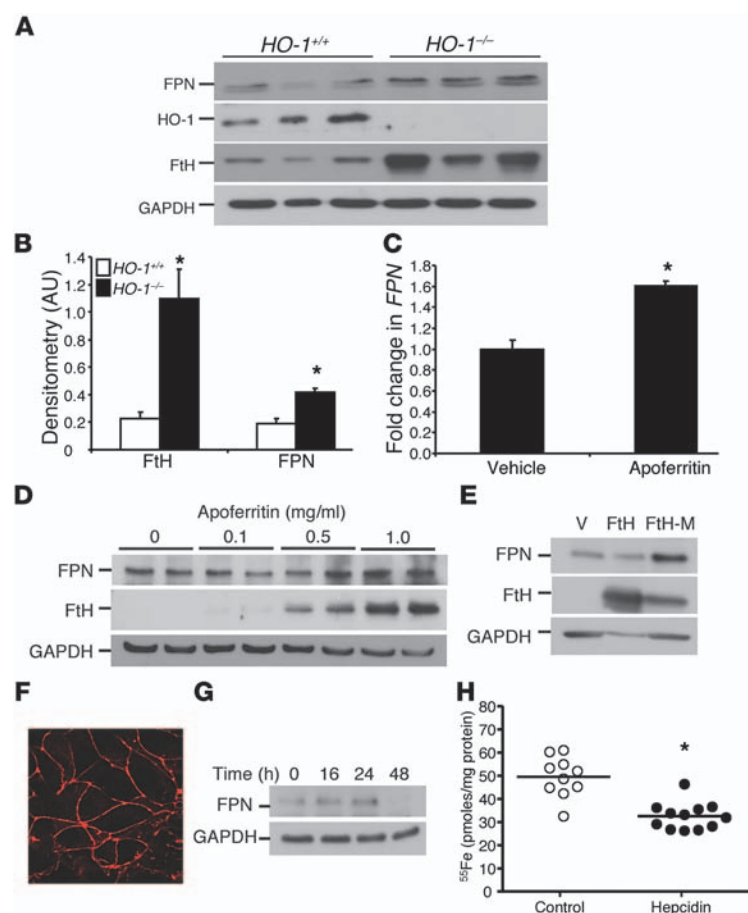 A
HO-1+/+ HO-1–/–
FPN
HO-1
FtH
GAPDH
B
Densitometry (AU)
1.4
1.2
1.0
0.8
0.6
0.4
0.2
0
HO-1+/+
HO-1–/–
*
*
FtH FPN
C
Fold change in FPN
1.8
1.6
1.4
1.2
1.0
0.8
0.6
0.4
0.2
0
*
Vehicle Apoferritin
D
Apoferritin (mg/ml)
0 0.1 0.5 1.0
FPN
FtH
GAPDH
E
V FtH FtH-M
FPN
FtH
GAPDH
F
G
Time (h) 0 16 24 48
FPN
GAPDH
H
55Fe (pmoles/mg protein)
80
70
60
50
40
30
20
10
0
*
Control Hepcidin